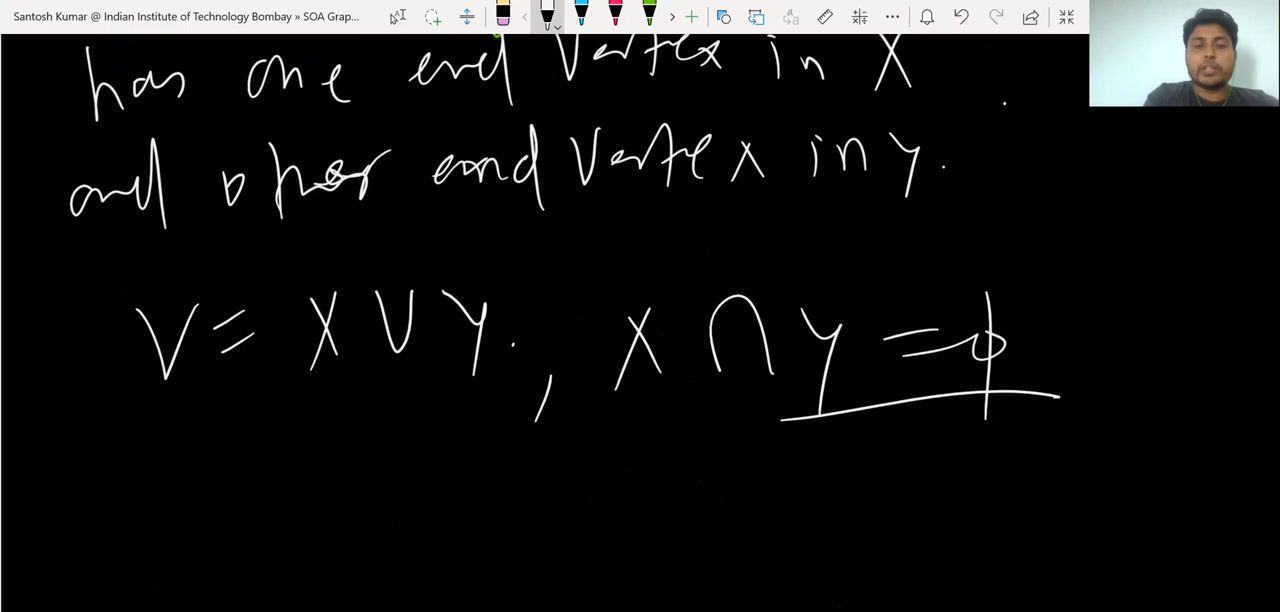 Santosh Kumar @ Indian Institute of Technology Bombay » SOA Grap...
has one end vertex in X
and other end vertex in Y.
V = X ∪ Y. , X ∩ Y = ϕ